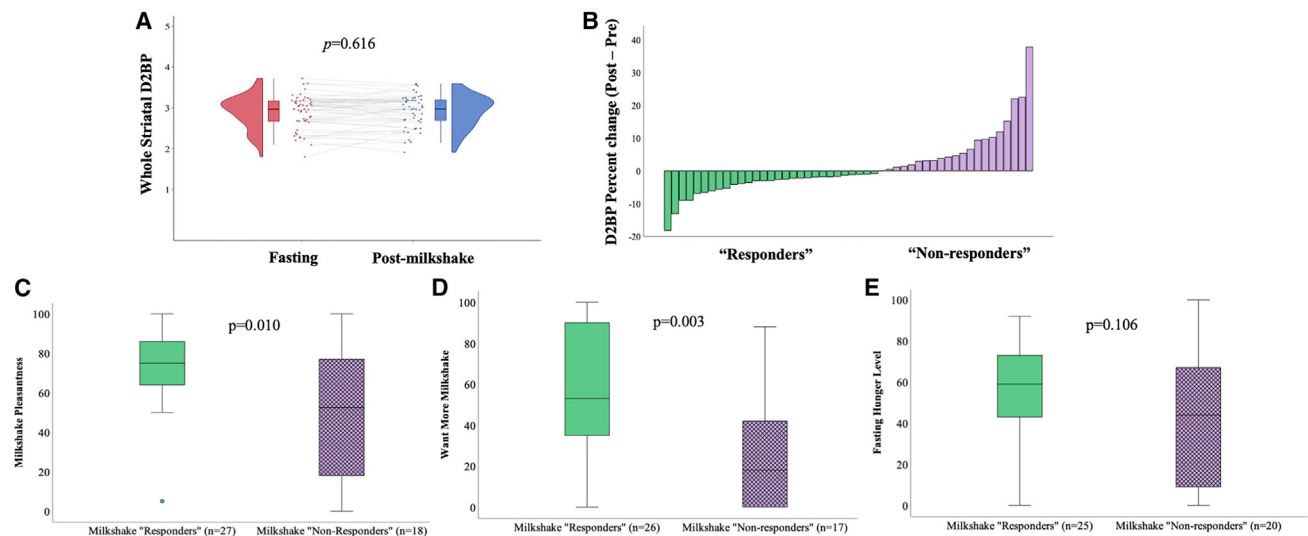 A
B
5
4
3
2
1
Whole Striatal D2BP
p=0.616
Fasting
Post-milkshake
D2BP Percent change (Post – Pre)
40
30
20
10
0
-10
-20
“Responders”
“Non-responders”
C
D
E
Milkshake Pleasantness
100
80
60
40
20
0
p=0.010
Milkshake "Responders" (n=27)
Milkshake "Non-Responders" (n=18)
Want More Milkshake
100
80
60
40
20
0
p=0.003
Milkshake "Responders" (n=26)
Milkshake "Non-responders" (n=17)
Fasting Hunger Level
100
80
60
40
20
0
p=0.106
Milkshake "Responders" (n=25)
Milkshake "Non-responders" (n=20)